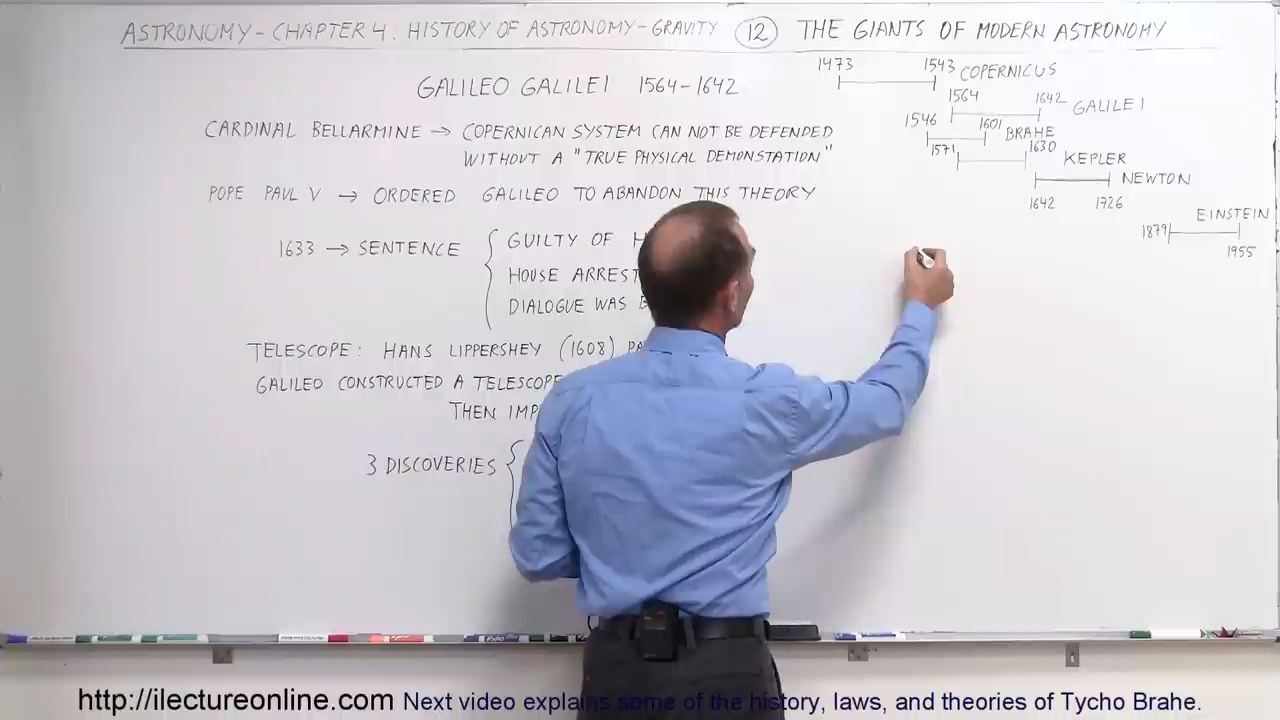 ASTRONOMY - CHAPTER 4: HISTORY OF ASTRONOMY - GRAVITY 12 THE GIANTS OF MODERN ASTRONOMY
GALILEO GALILEI 1564-1642
CARDINAL BELLARMINE → COPERNICAN SYSTEM CAN NOT BE DEFENDED
WITHOUT A "TRUE PHYSICAL DEMONSTATION"
POPE PAUL V → ORDERED GALILEO TO ABANDON THIS THEORY
1633 → SENTENCE
GUILTY OF
HOUSE ARREST
DIALOGUE WAS
TELESCOPE: HANS LIPPERSHEY (1608)
GALILEO CONSTRUCTED A TELESCOPE
THEN
3 DISCOVERIES
1473 1543 COPERNICUS
1564 1642 GALILEI
1546 1601 BRAHE
1571 1630 KEPLER
NEWTON
1642 1726
EINSTEIN
1879
1955
http://ilectureonline.com Next video explains some of the history, laws, and theories of Tycho Brahe.